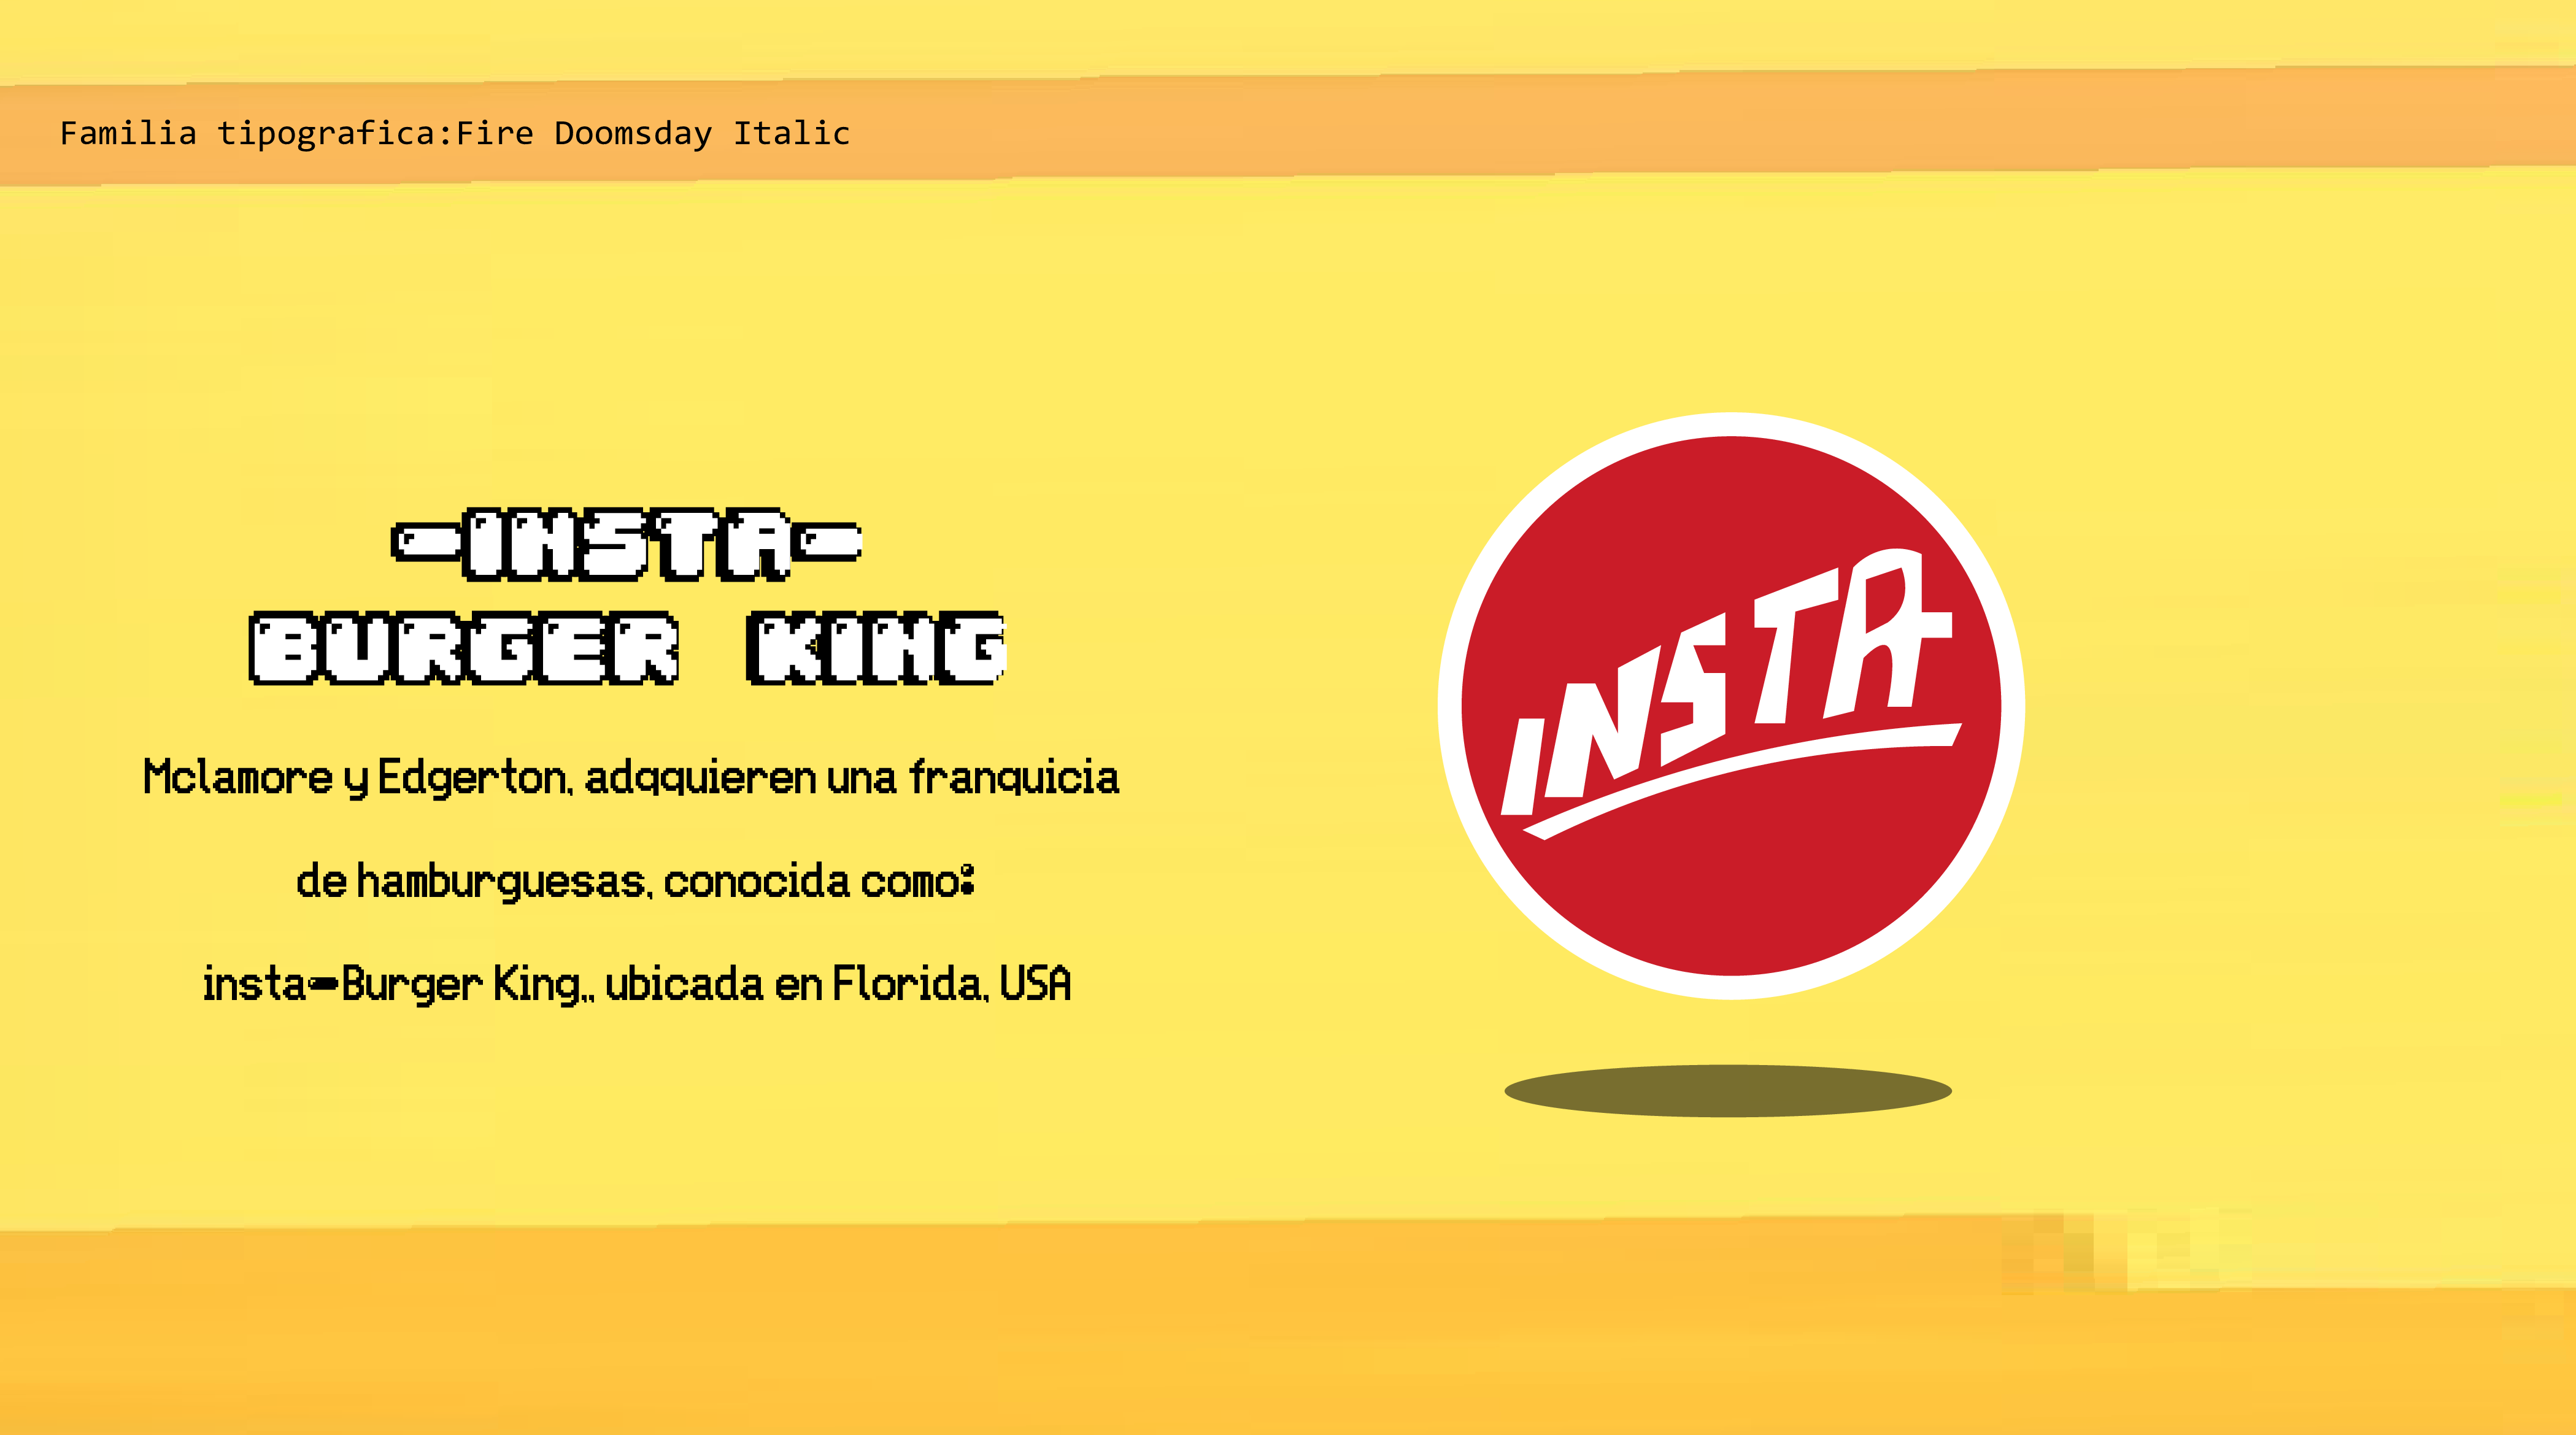 Familia tipografica:Fire Doomsday Italic
-INSTA-
BURGER KING
Mclamore y Edgerton, adqquieren una franquicia
de hamburguesas, conocida como:
insta-Burger King,, ubicada en Florida, USA
INSTA